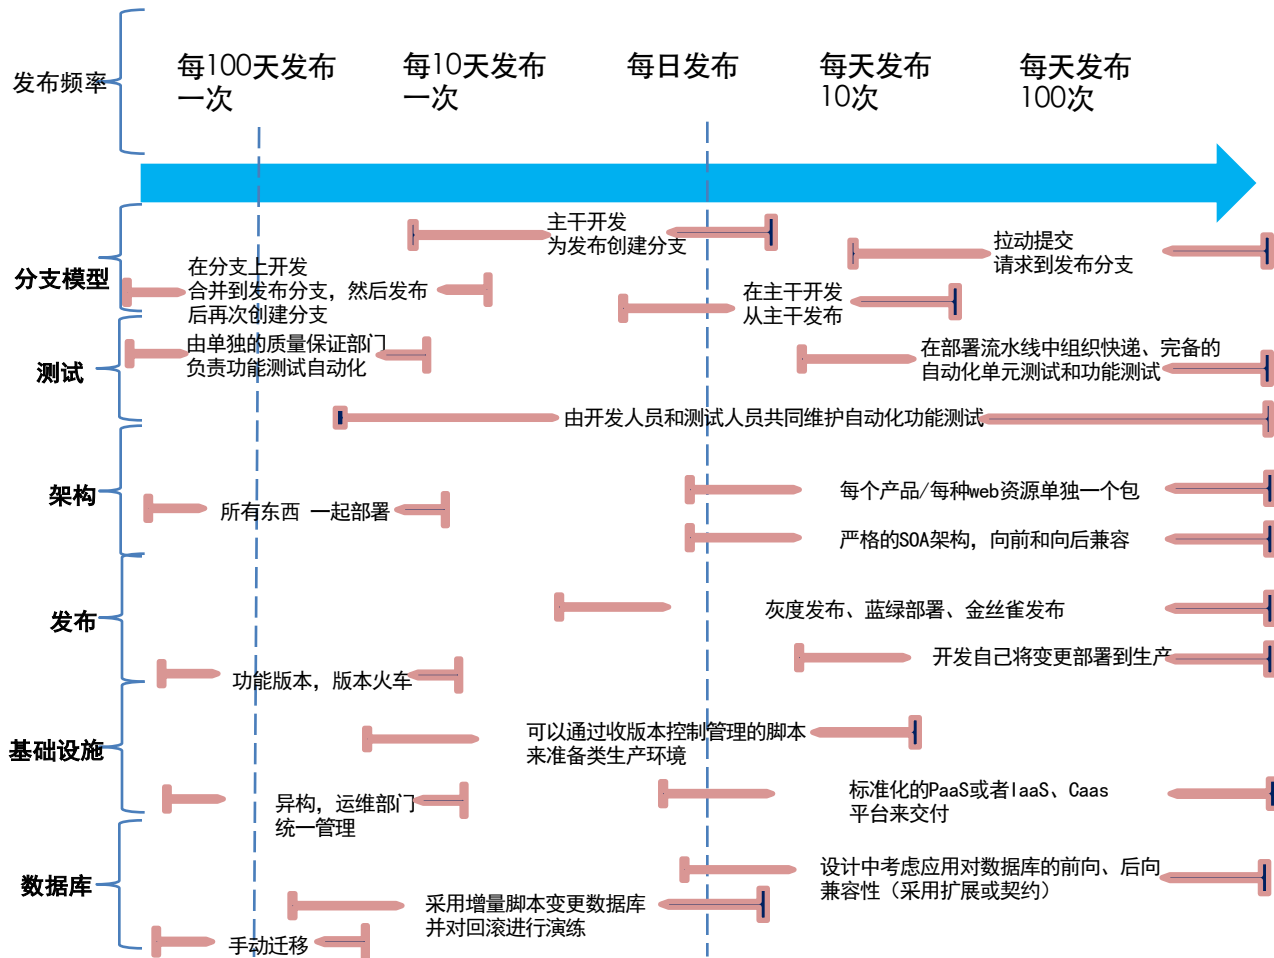 发布频率
每100天发布
一次
每10天发布
一次
每日发布
每天发布
10次
每天发布
100次
分支模型
主干开发
为发布创建分支
拉动提交
请求到发布分支
在分支上开发
合并到发布分支，然后发布
后再次创建分支
在主干开发
从主干发布
测试
由单独的质量保证部门
负责功能测试自动化
在部署流水线中组织快递、完备的
自动化单元测试和功能测试
由开发人员和测试人员共同维护自动化功能测试
架构
所有东西 一起部署
每个产品/每种web资源单独一个包
严格的SOA架构，向前和向后兼容
发布
灰度发布、蓝绿部署、金丝雀发布
开发自己将变更部署到生产
功能版本，版本火车
基础设施
可以通过收版本控制管理的脚本
来准备类生产环境
异构，运维部门
统一管理
标准化的PaaS或者IaaS、Caas
平台来交付
数据库
设计中考虑应用对数据库的前向、后向
兼容性（采用扩展或契约）
采用增量脚本变更数据库
并对回滚进行演练
手动迁移